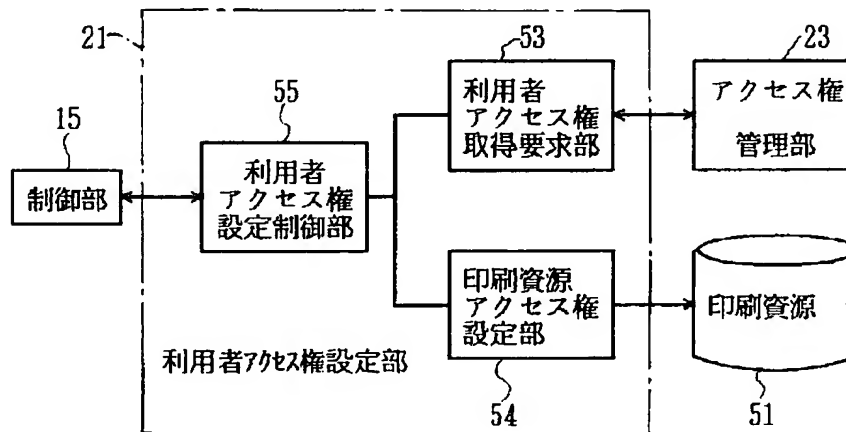 21
53
23
利用者
アクセス権
取得要求部
アクセス権
管理部
55
15
利用者
アクセス権
設定制御部
制御部
印刷資源
アクセス権
設定部
印刷資源
利用者アクセス権設定部
54
51